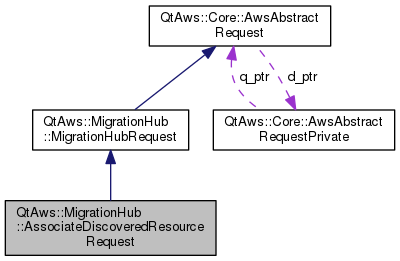 QtAws::Core::AwsAbstract
Request
q_ptr
d_ptr
QtAws::MigrationHub
::MigrationHubRequest
QtAws::Core::AwsAbstract
RequestPrivate
QtAws::MigrationHub
::AssociateDiscoveredResource
Request